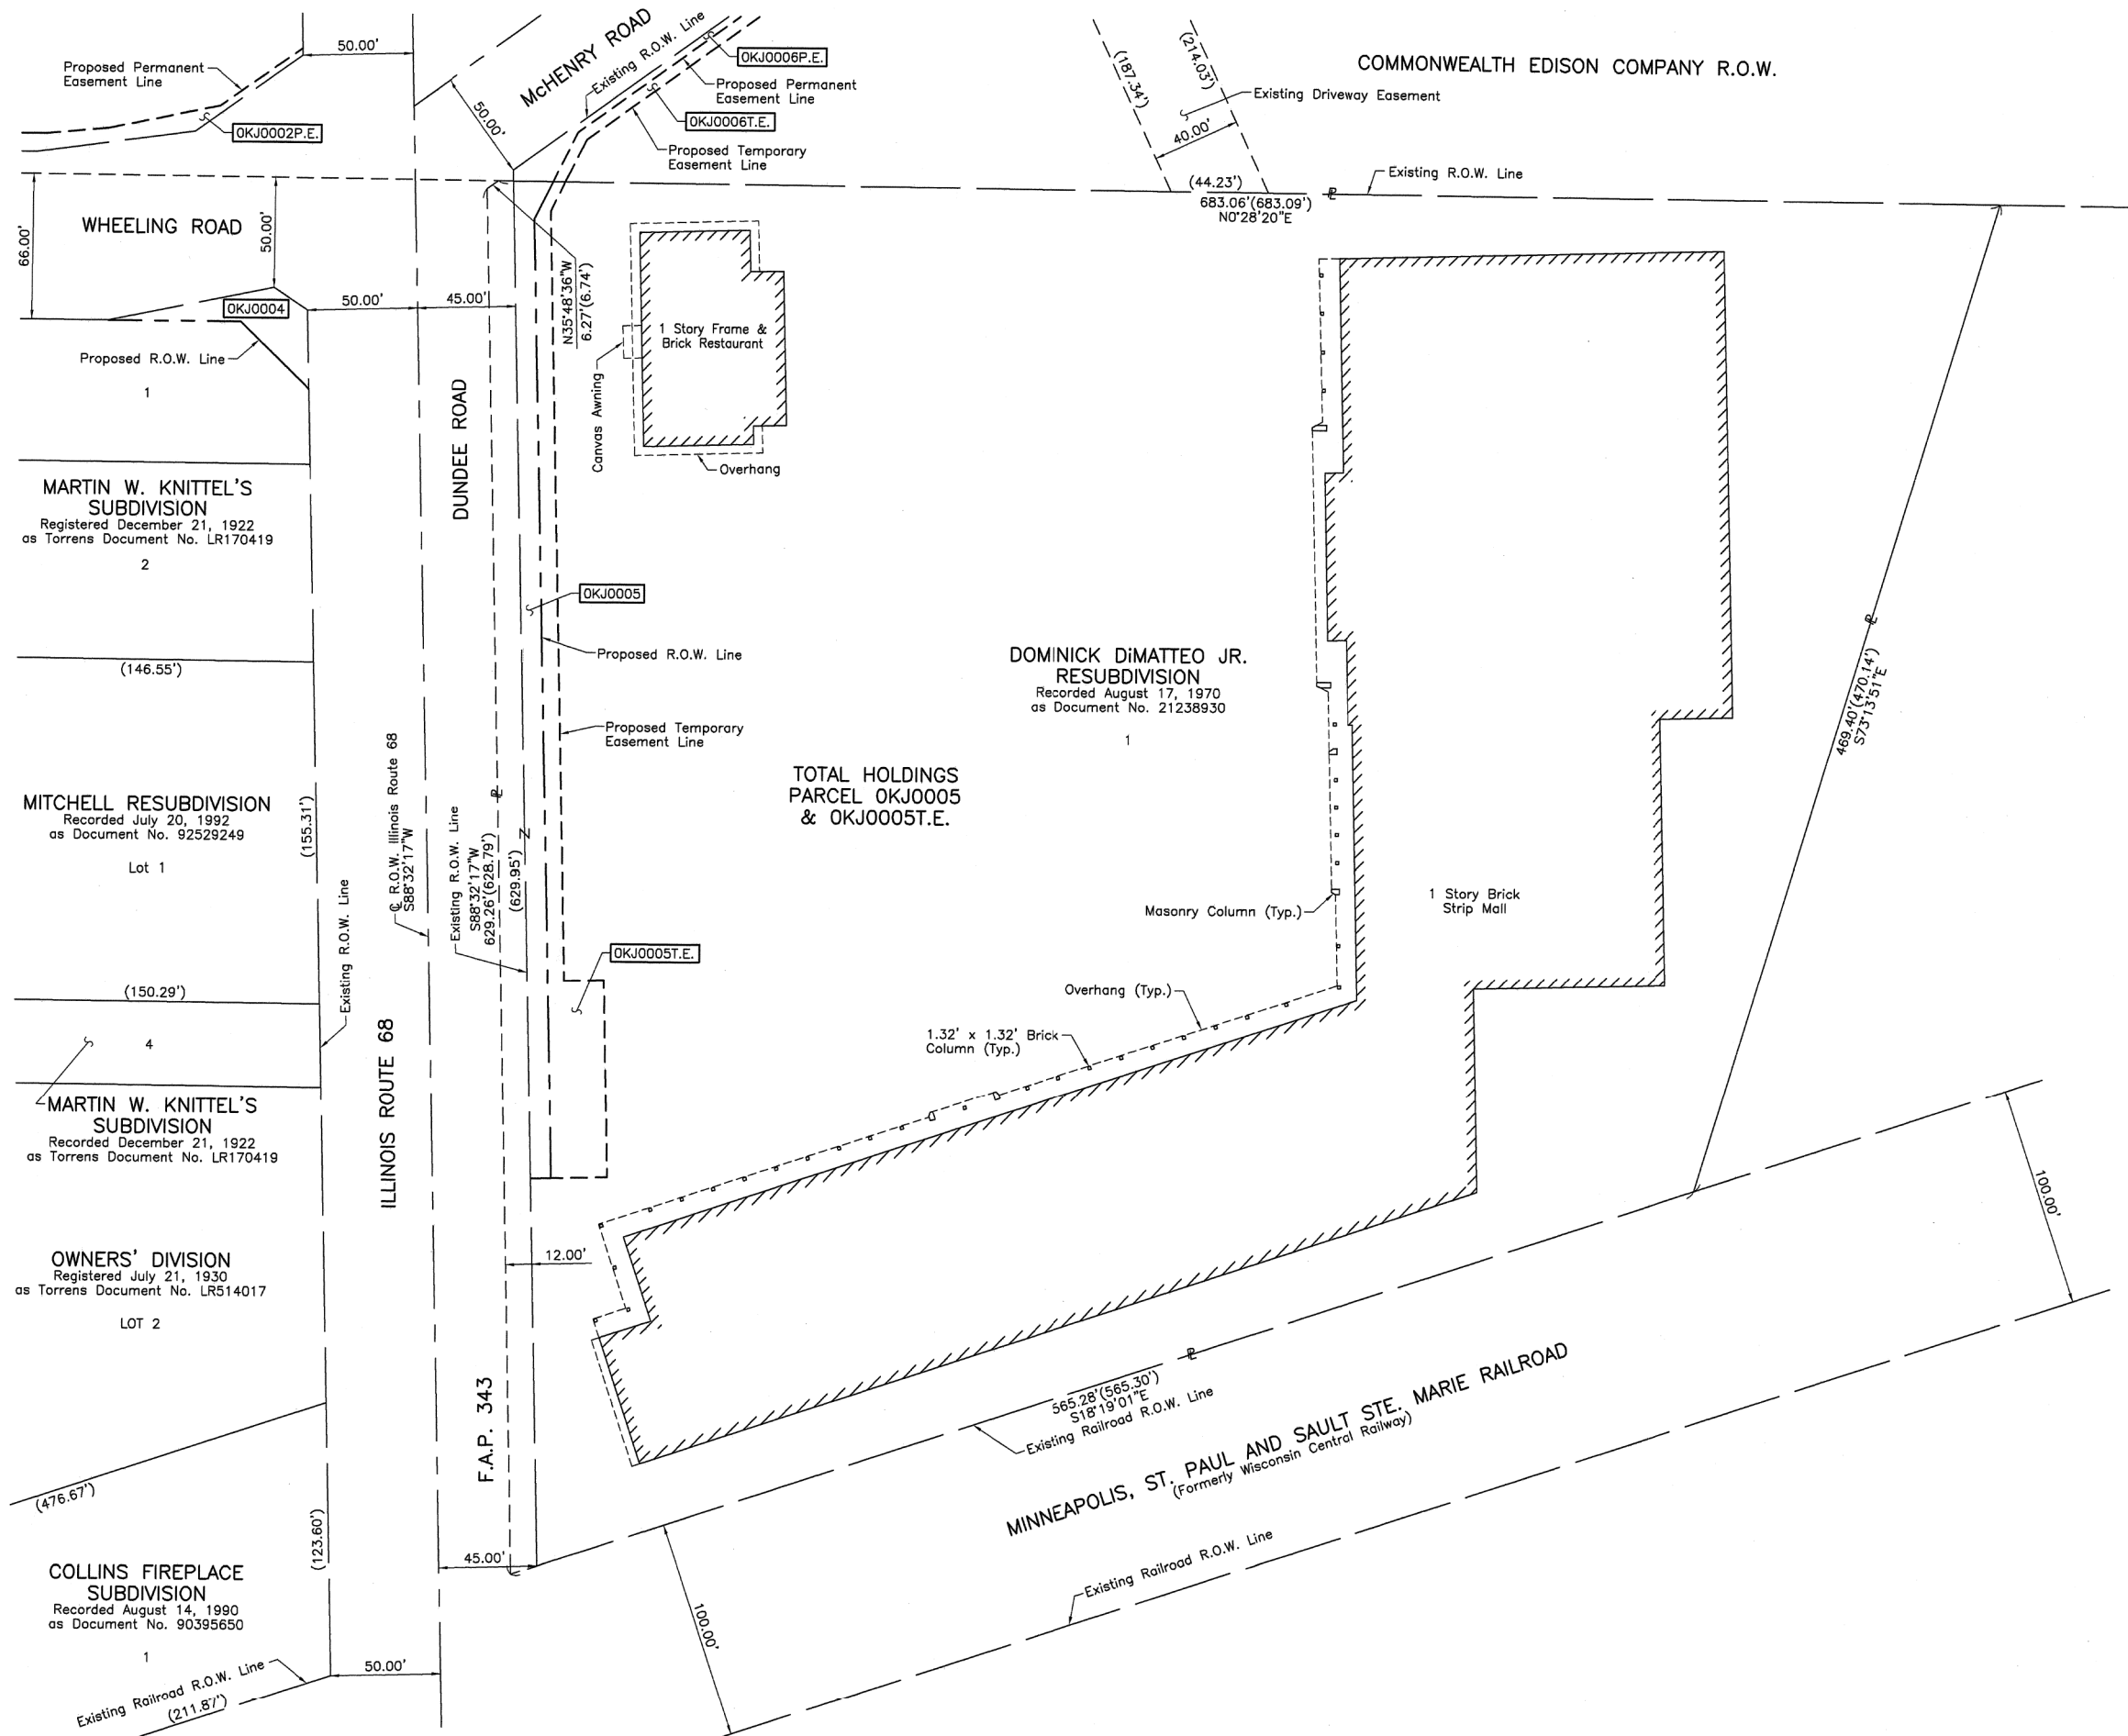 50.00'
Proposed Permanent
Easement Line
0KJ0002P.E.
McHENRY ROAD
Existing R.O.W. Line
0KJ0006P.E.
Proposed Permanent
Easement Line
50.00'
0KJ0006T.E.
Proposed Temporary
Easement Line
(187.34')
(214.03')
COMMONWEALTH EDISON COMPANY R.O.W.
Existing Driveway Easement
40.00'
Existing R.O.W. Line
(44.23')
683.06'(683.09')
N0°28'20"E
WHEELING ROAD
66.00'
50.00'
0KJ0004
50.00'
45.00'
Proposed R.O.W. Line
1
N35°48'36"W
6.27'(6.74')
1 Story Frame &
Brick Restaurant
Canvas Awning
Overhang
DUNDEE ROAD
MARTIN W. KNITTEL'S
SUBDIVISION
Registered December 21, 1922
as Torrens Document No. LR170419
2
0KJ0005
Proposed R.O.W. Line
(146.55')
DOMINICK DiMATTEO JR.
RESUBDIVISION
Recorded August 17, 1970
as Document No. 21238930
1
469.40'(470.14')
S73°13'51"E
Proposed Temporary
Easement Line
TOTAL HOLDINGS
PARCEL 0KJ0005
& 0KJ0005T.E.
MITCHELL RESUBDIVISION
Recorded July 20, 1992
as Document No. 92529249
Lot 1
(155.31')
℄ R.O.W. Illinois Route 68
S88°32'17"W
Existing R.O.W. Line
S88°32'17"W
629.26'(628.79')
(629.95')
Z
1 Story Brick
Strip Mall
Masonry Column (Typ.)
0KJ0005T.E.
Existing R.O.W. Line
(150.29')
4
Overhang (Typ.)
1.32' x 1.32' Brick
Column (Typ.)
ILLINOIS ROUTE 68
MARTIN W. KNITTEL'S
SUBDIVISION
Recorded December 21, 1922
as Torrens Document No. LR170419
100.00'
OWNERS' DIVISION
Registered July 21, 1930
as Torrens Document No. LR514017
LOT 2
12.00'
F.A.P. 343
565.28'(565.30')
S18°19'01"E
Existing Railroad R.O.W. Line
MINNEAPOLIS, ST. PAUL AND SAULT STE. MARIE RAILROAD
(Formerly Wisconsin Central Railway)
(476.67')
(123.60')
45.00'
COLLINS FIREPLACE
SUBDIVISION
Recorded August 14, 1990
as Document No. 90395650
1
Existing Railroad R.O.W. Line
100.00'
50.00'
Existing Railroad R.O.W. Line
(211.87')